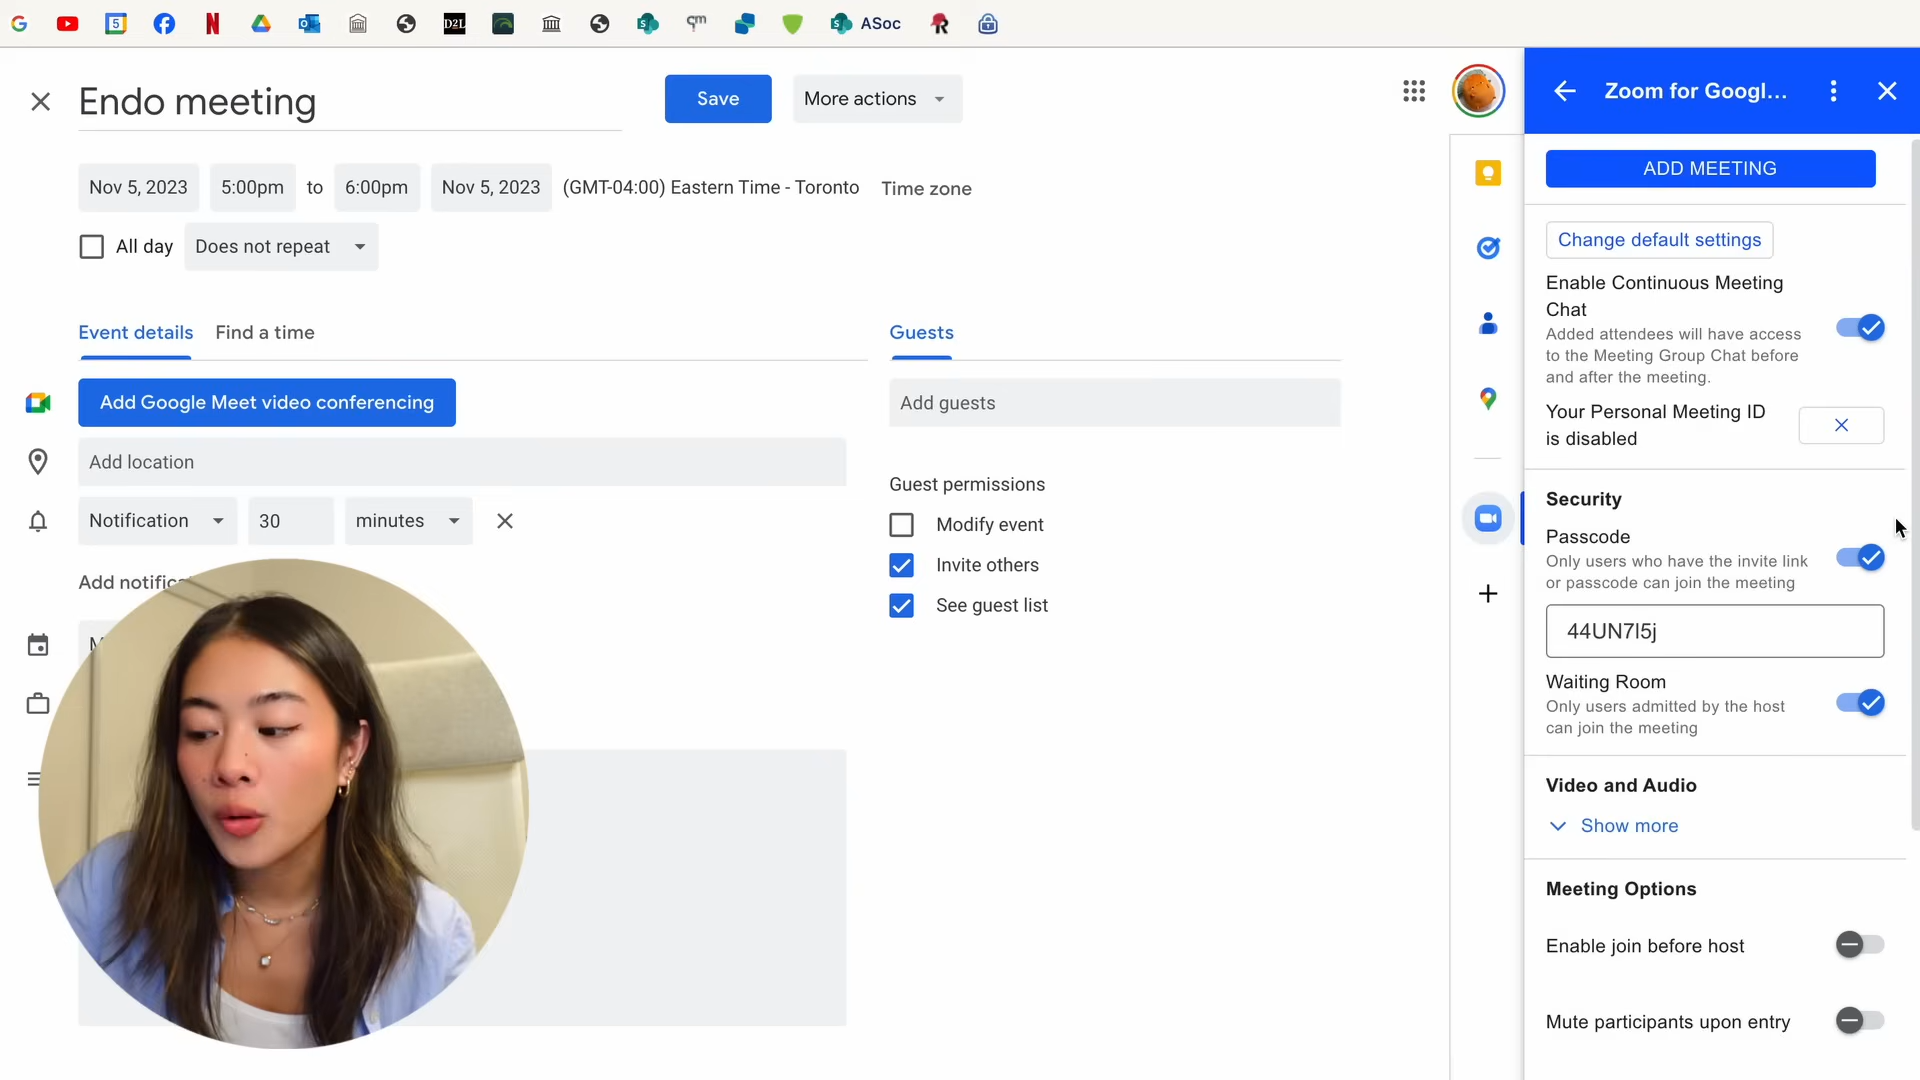 5
D2L
qm
ASoc
Endo meeting
Save
More actions
Nov 5, 2023
5:00pm
to
6:00pm
Nov 5, 2023
(GMT-04:00) Eastern Time - Toronto
Time zone
All day
Does not repeat
Event details
Find a time
Add Google Meet video conferencing
Add location
Notification
30
minutes
Add notific
Guests
Add guests
Guest permissions
Modify event
Invite others
See guest list
Zoom for Googl...
ADD MEETING
Change default settings
Enable Continuous Meeting
Chat
Added attendees will have access
to the Meeting Group Chat before
and after the meeting.
Your Personal Meeting ID
is disabled
Security
Passcode
Only users who have the invite link
or passcode can join the meeting
44UN7l5j
Waiting Room
Only users admitted by the host
can join the meeting
Video and Audio
Show more
Meeting Options
Enable join before host
Mute participants upon entry